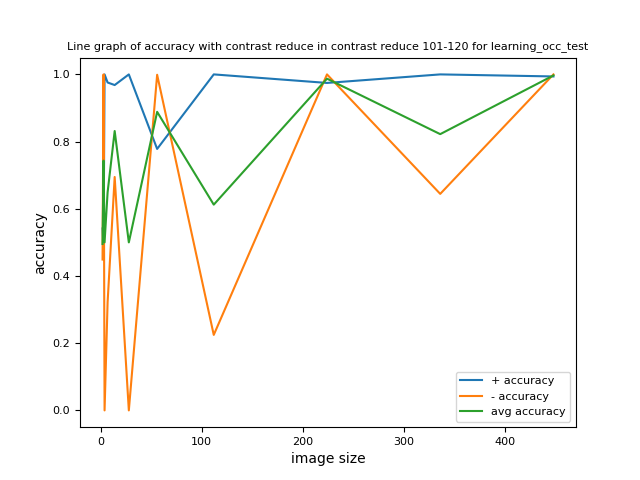 Line graph of accuracy with contrast reduce in contrast reduce 101-120 for learning_occ_test
1.0
0.8
0.6
0.4
0.2
0.0
accuracy
0
100
200
300
400
image size
+ accuracy
- accuracy
avg accuracy